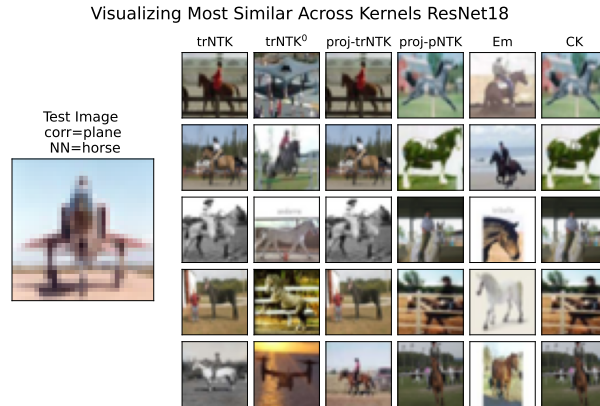 Visualizing Most Similar Across Kernels ResNet18
trNTK trNTK⁰ proj-trNTK proj-pNTK Em CK
Test Image
corr=plane
NN=horse